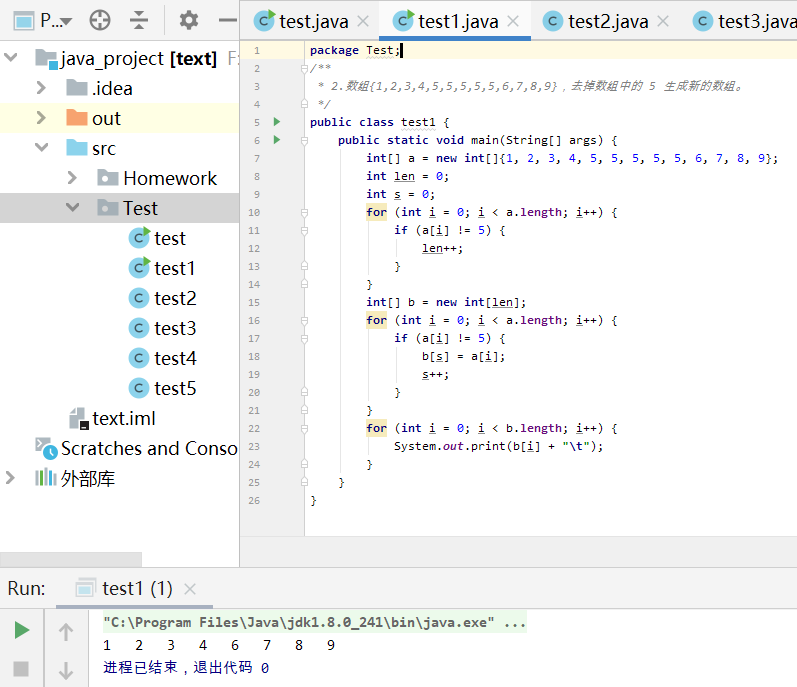 P...
test.java
test1.java
test2.java
test3.java
java_project [text] F:
.idea
out
src
Homework
Test
test
test1
test2
test3
test4
test5
text.iml
Scratches and Conso
外部库
1 package Test;
2 /**
3 * 2.数组{1,2,3,4,5,5,5,5,5,6,7,8,9}，去掉数组中的 5 生成新的数组。
4 */
5 public class test1 {
6 public static void main(String[] args) {
7 int[] a = new int[]{1, 2, 3, 4, 5, 5, 5, 5, 5, 6, 7, 8, 9};
8 int len = 0;
9 int s = 0;
10 for (int i = 0; i < a.length; i++) {
11 if (a[i] != 5) {
12 len++;
13 }
14 }
15 int[] b = new int[len];
16 for (int i = 0; i < a.length; i++) {
17 if (a[i] != 5) {
18 b[s] = a[i];
19 s++;
20 }
21 }
22 for (int i = 0; i < b.length; i++) {
23 System.out.print(b[i] + "\t");
24 }
25 }
26 }
Run: test1 (1)
"C:\Program Files\Java\jdk1.8.0_241\bin\java.exe" ...
1 2 3 4 6 7 8 9
进程已结束，退出代码 0